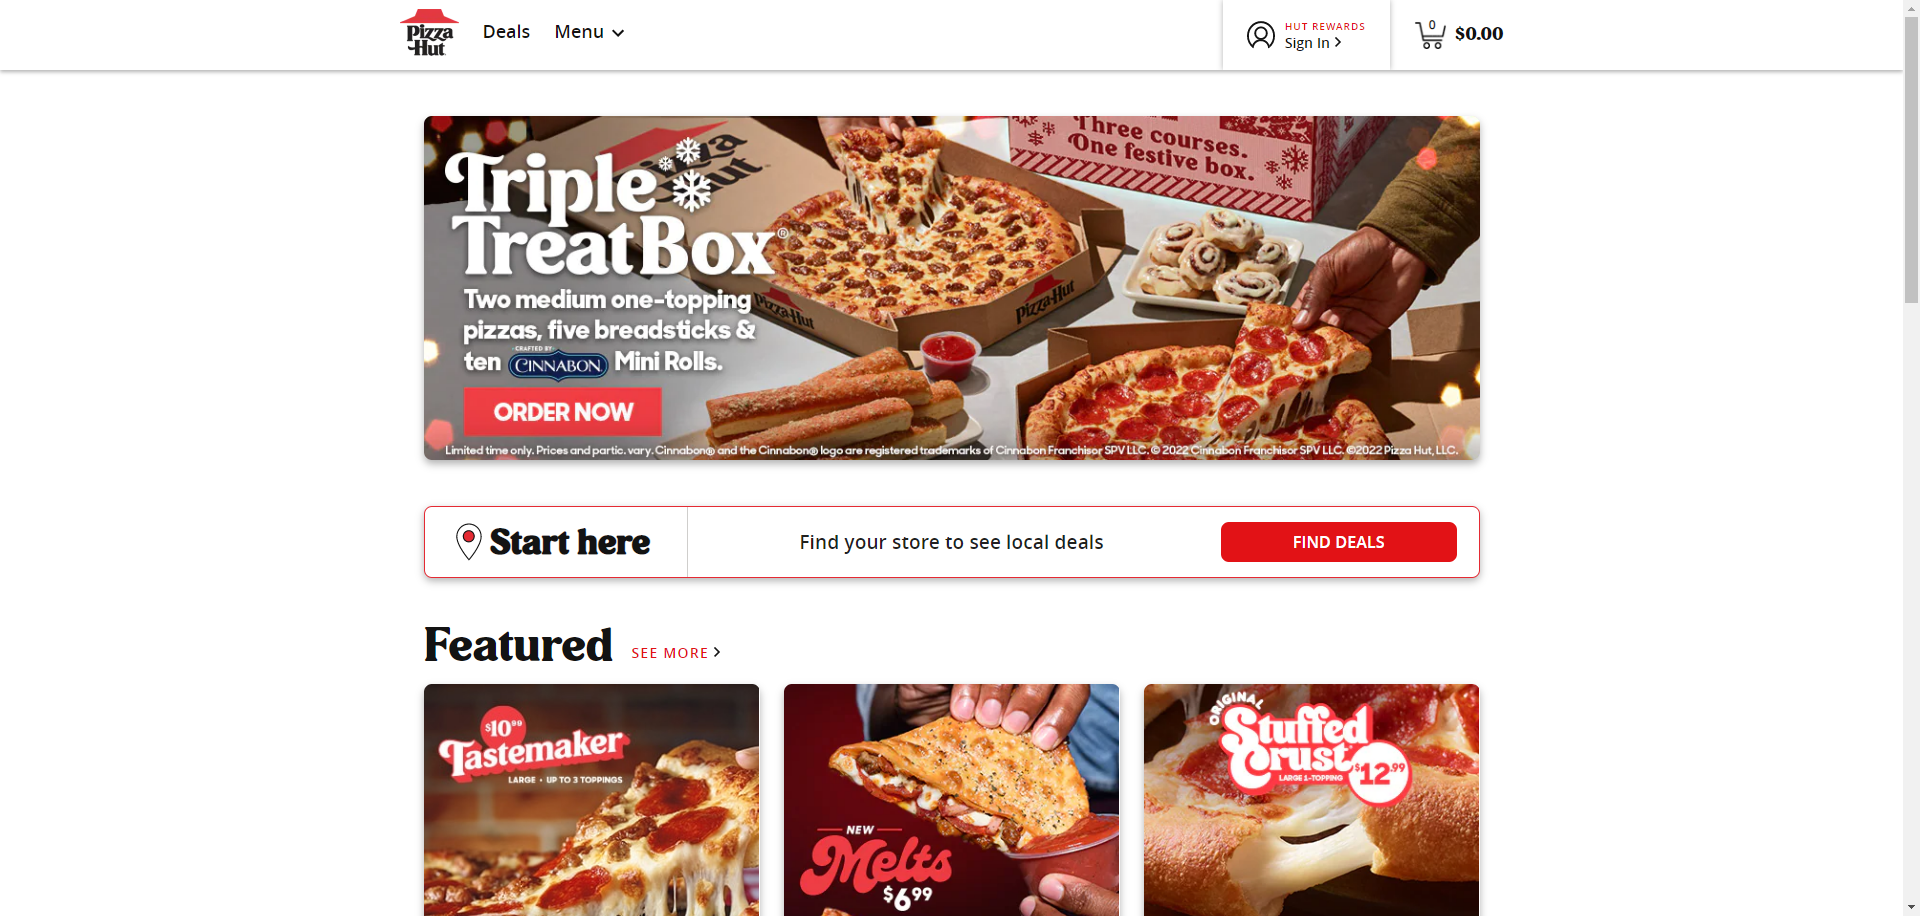 Pizza
Hut
Deals
Menu
HUT REWARDS
Sign In
0
$0.00
Triple
Treat Box®
Two medium one-topping
pizzas, five breadsticks &
CRAFTED BY
ten CINNABON Mini Rolls.
ORDER NOW
Three courses.
One festive box.
Pizza Hut
Pizza Hut
Pizza Hut
Limited time only. Prices and partic. vary. Cinnabon® and the Cinnabon® logo are registered trademarks of Cinnabon Franchisor SPV LLC. © 2022 Cinnabon Franchisor SPV LLC. ©2022 Pizza Hut, LLC.
Start here
Find your store to see local deals
FIND DEALS
Featured
SEE MORE
$10.99
Tastemaker
LARGE • UP TO 3 TOPPINGS
NEW
Melts
$6.99
ORIGINAL
Stuffed
Crust
LARGE 1-TOPPING
$12.99